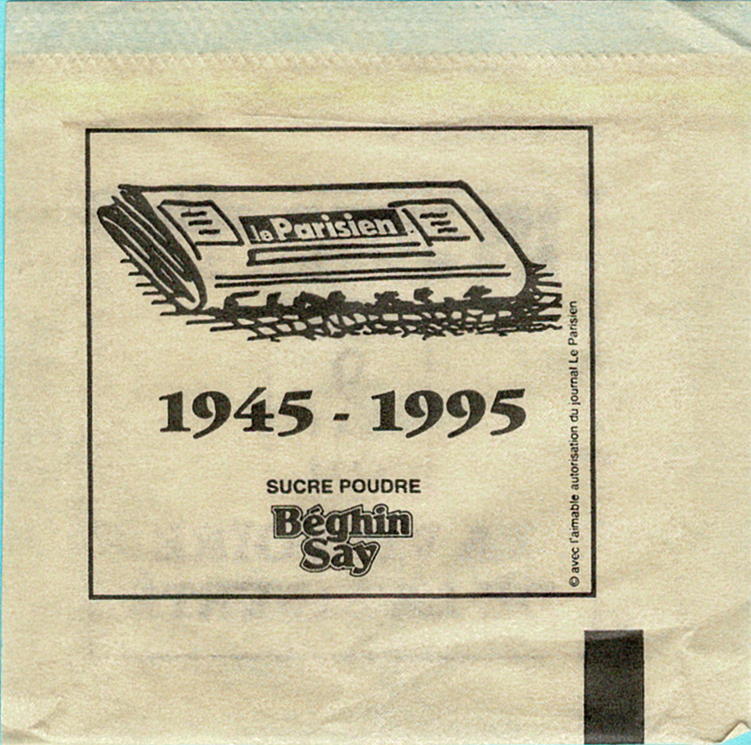 le Parisien
1945 - 1995
SUCRE POUDRE
Béghin
Say
© avec l'aimable autorisation du journal Le Parisien